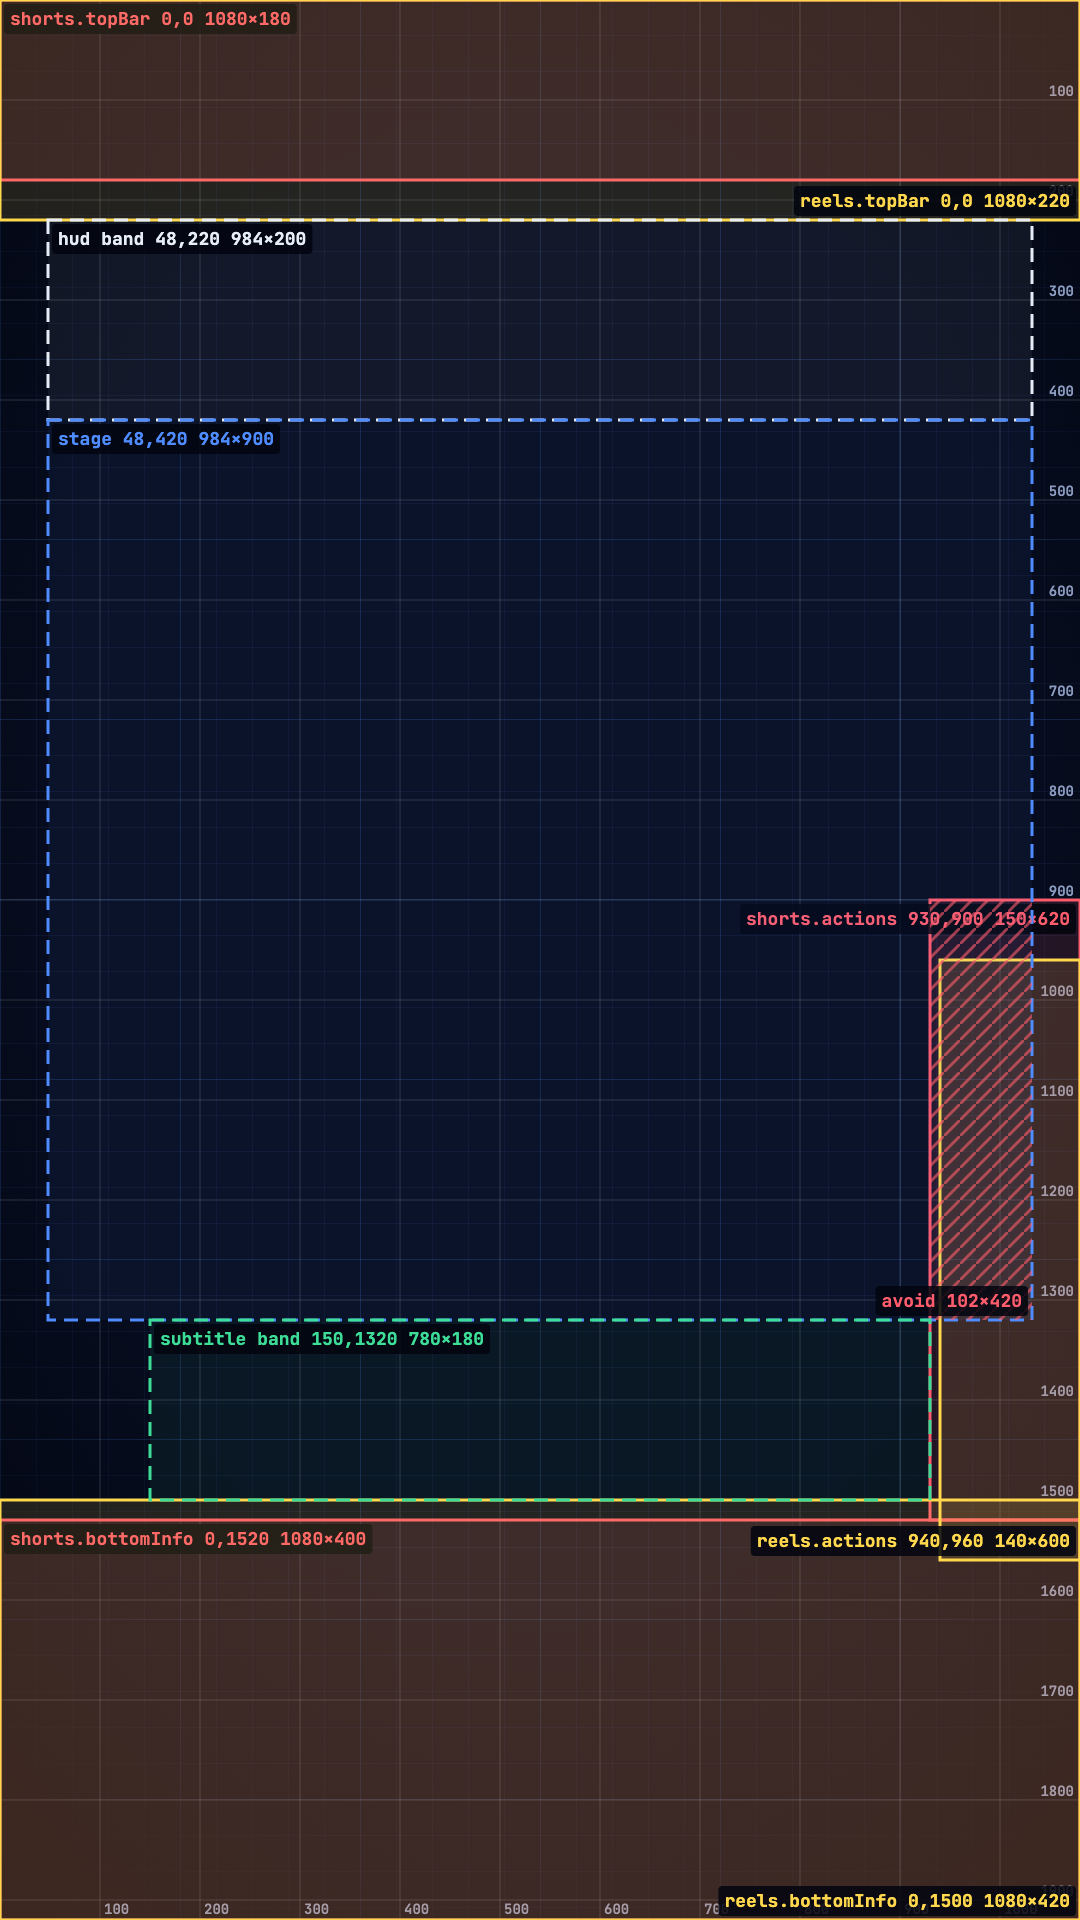 shorts.topBar 0,0 1080×180
100
reels.topBar 0,0 1080×220
hud band 48,220 984×200
300
400
stage 48,420 984×900
500
600
700
800
900
shorts.actions 930,900 150×620
1000
1100
1200
1300
avoid 102×420
subtitle band 150,1320 780×180
1400
1500
shorts.bottomInfo 0,1520 1080×400
reels.actions 940,960 140×600
1600
1700
1800
reels.bottomInfo 0,1500 1080×420
100 200 300 400 500 600